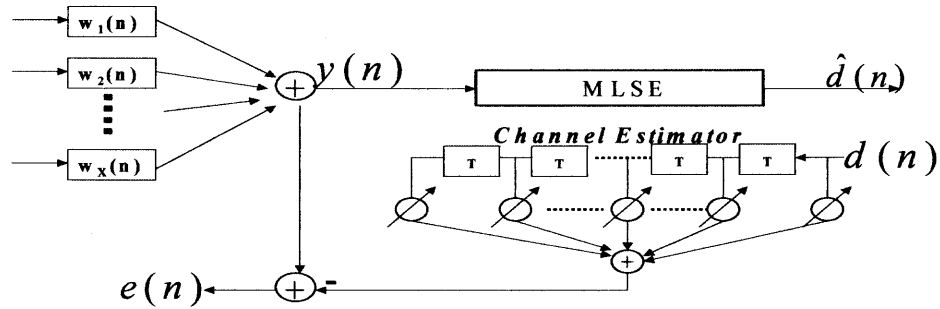 w₁(n)
w₂(n)
wₓ(n)
+
y(n)
MLSE
d̂(n)
Channel Estimator
T
T
T
T
d(n)
+
e(n)
+
-